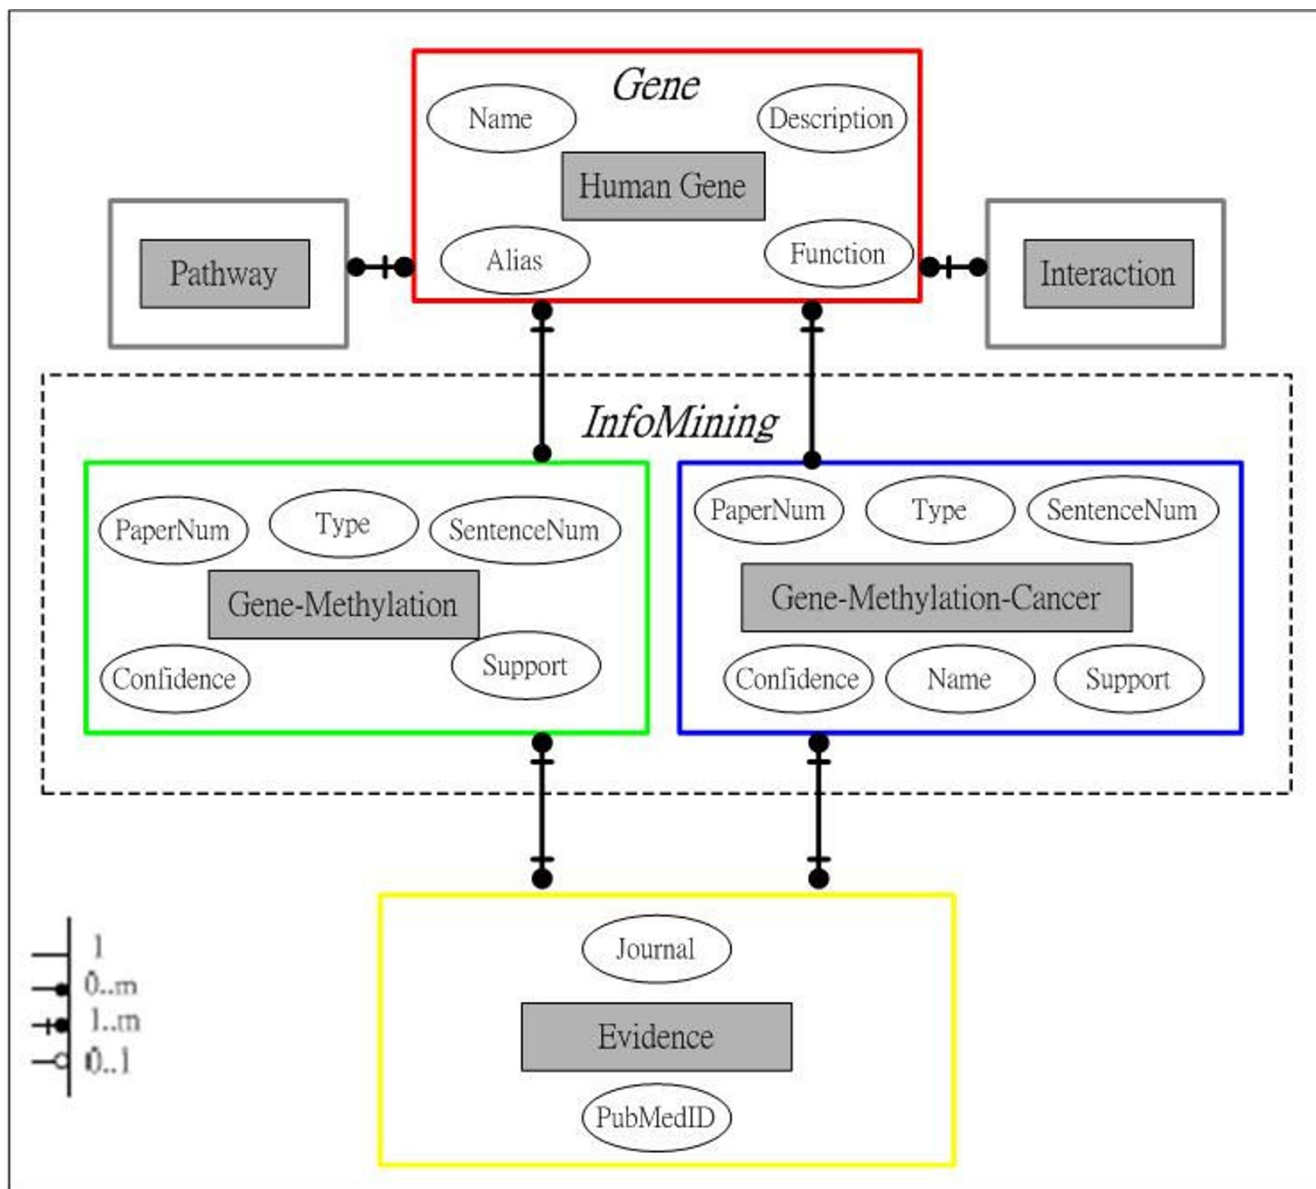 Gene
Name
Description
Human Gene
Alias
Function
Pathway
Interaction
InfoMining
PaperNum
Type
SentenceNum
Gene-Methylation
Confidence
Support
PaperNum
Type
SentenceNum
Gene-Methylation-Cancer
Confidence
Name
Support
Journal
Evidence
PubMedID
1
0..m
1..m
0..1